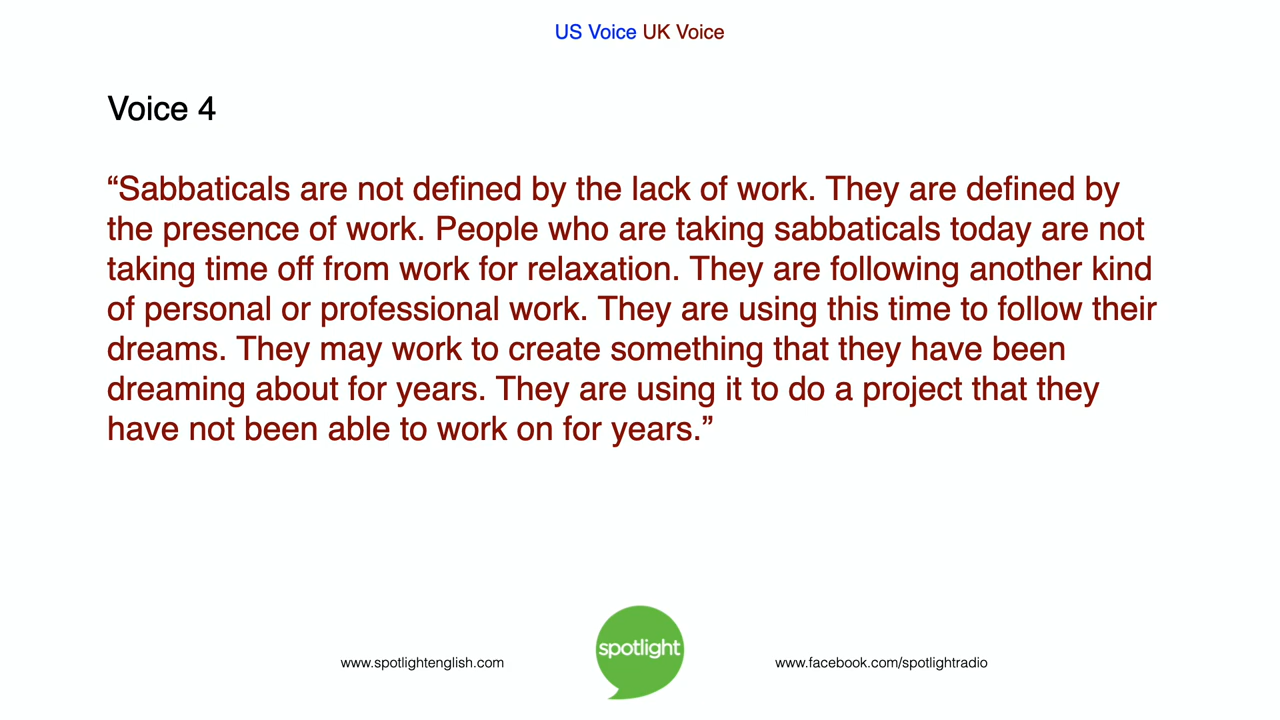 US Voice UK Voice
Voice 4
“Sabbaticals are not defined by the lack of work. They are defined by
the presence of work. People who are taking sabbaticals today are not
taking time off from work for relaxation. They are following another kind
of personal or professional work. They are using this time to follow their
dreams. They may work to create something that they have been
dreaming about for years. They are using it to do a project that they
have not been able to work on for years.”
spotlight
www.spotlightenglish.com
www.facebook.com/spotlightradio